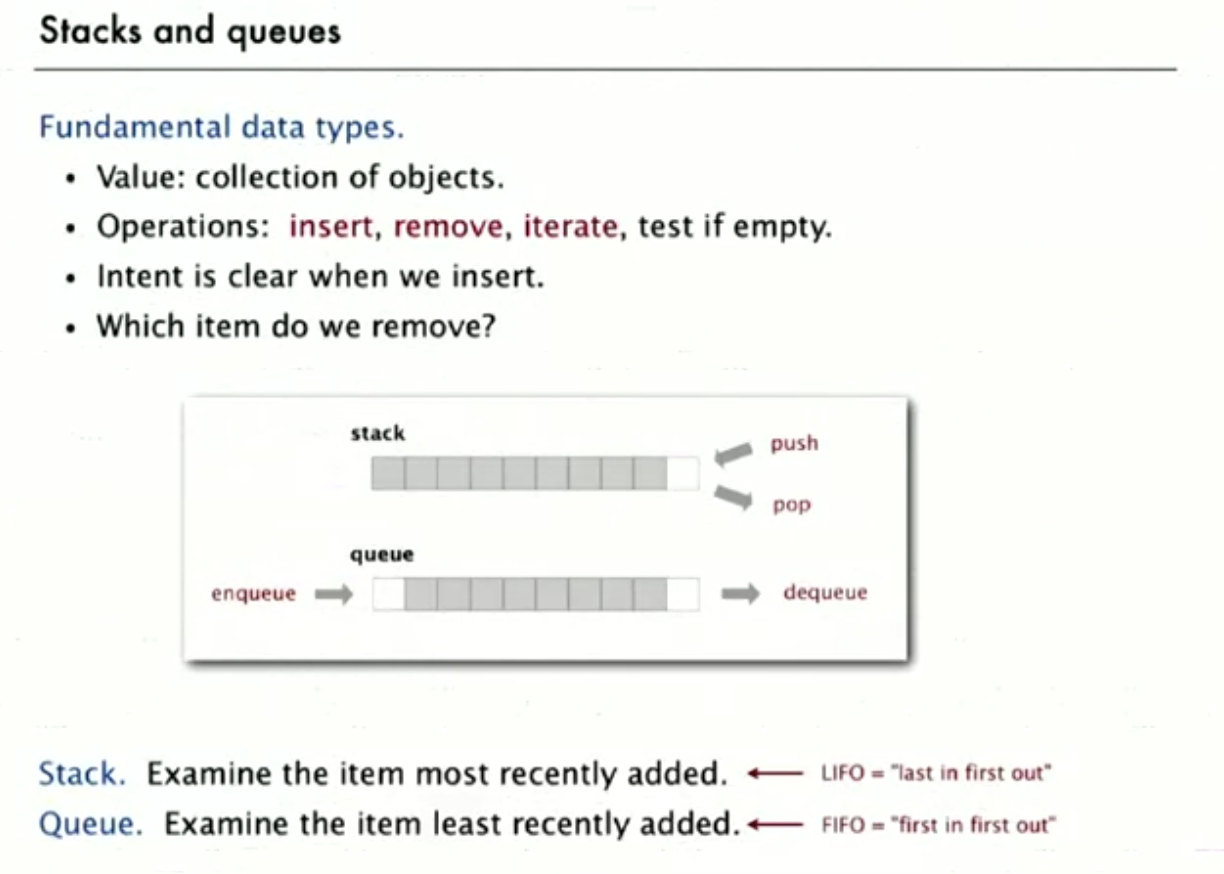 Stacks and queues
Fundamental data types.
• Value: collection of objects.
• Operations: insert, remove, iterate, test if empty.
• Intent is clear when we insert.
• Which item do we remove?
stack
push
pop
queue
enqueue
dequeue
Stack. Examine the item most recently added. LIFO = "last in first out"
Queue. Examine the item least recently added. FIFO = "first in first out"